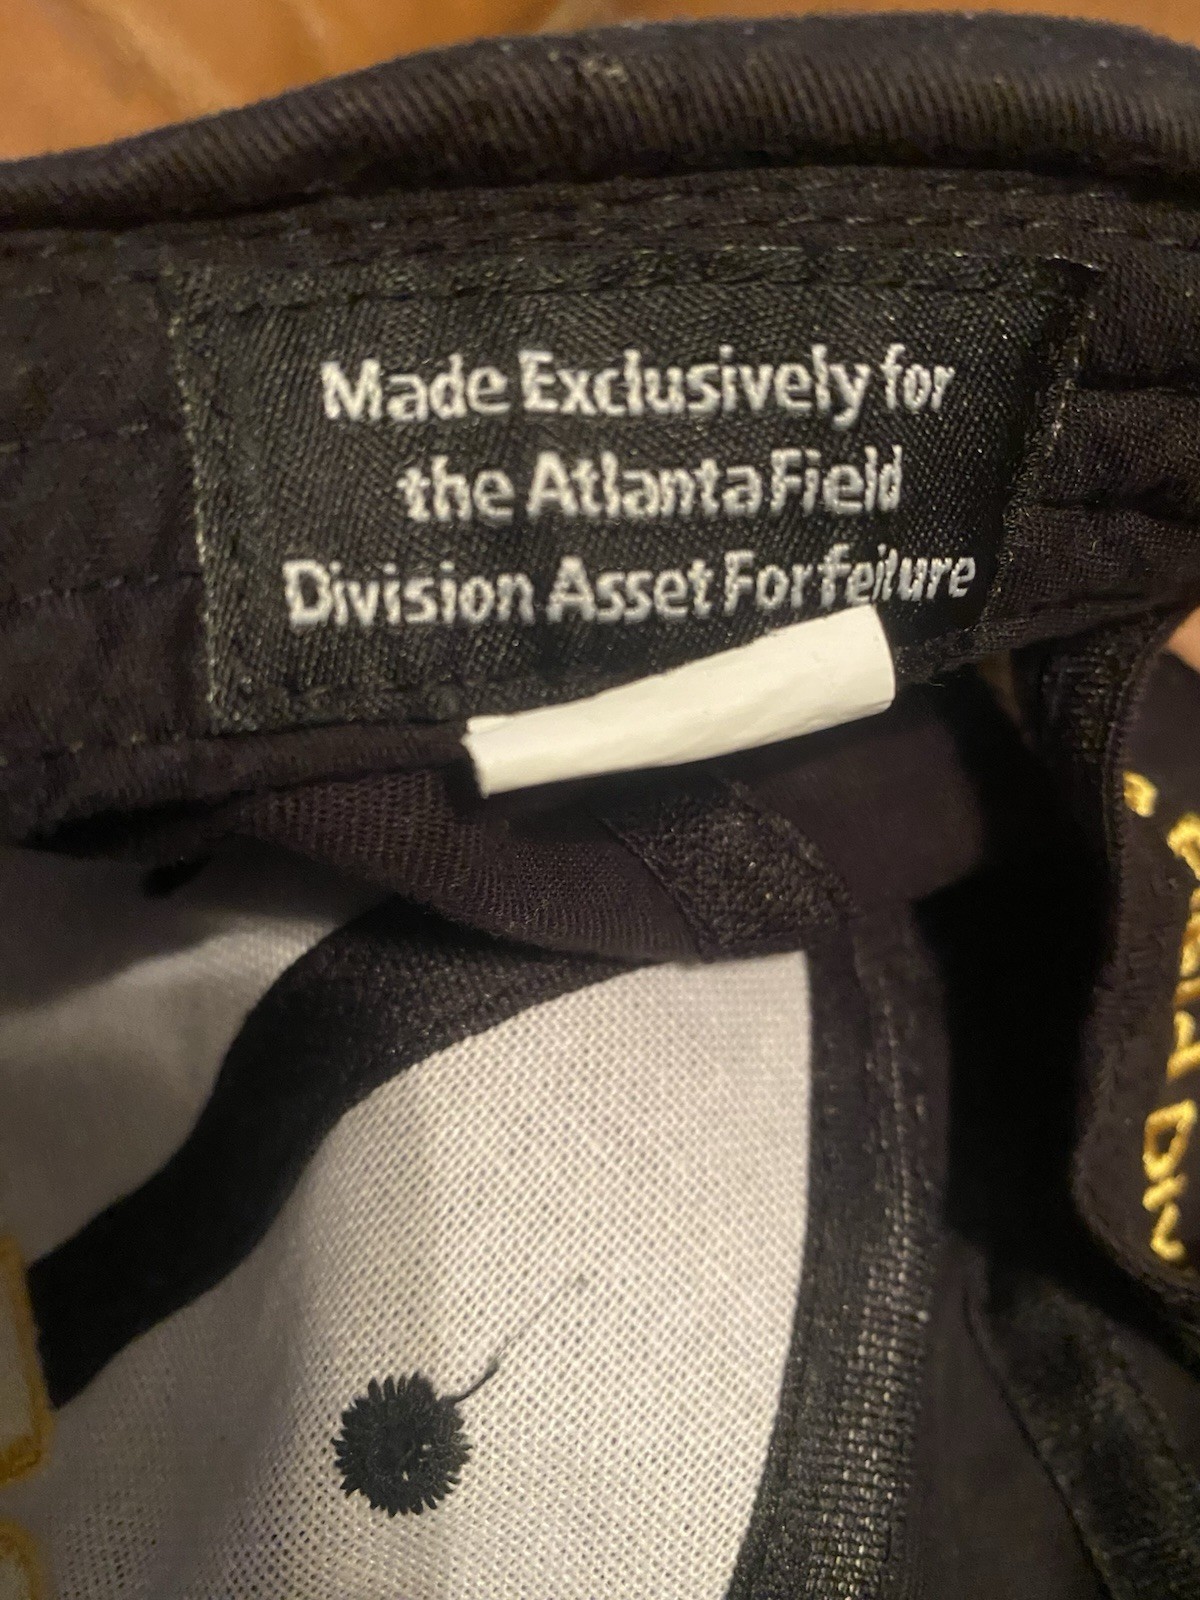 Made Exclusively for
the Atlanta Field
Division Asset Forfeiture